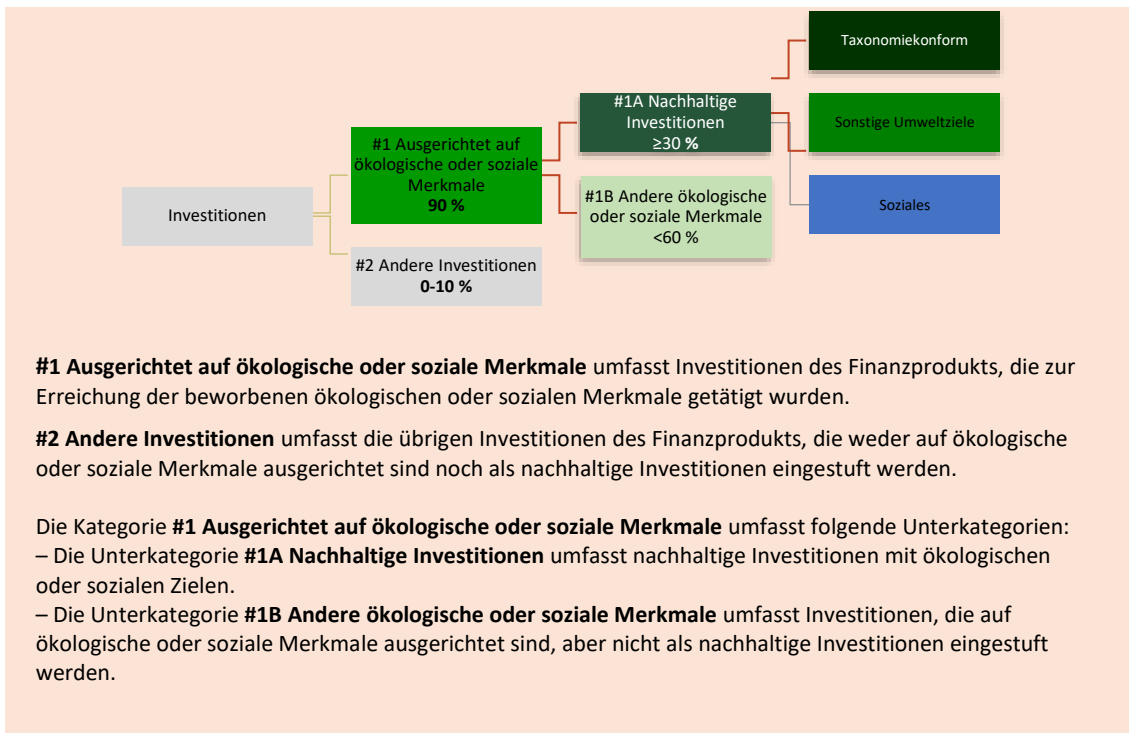 Taxonomiekonform
#1A Nachhaltige
Investitionen
≥30 %
Sonstige Umweltziele
#1 Ausgerichtet auf
ökologische oder soziale
Merkmale
90 %
#1B Andere ökologische
oder soziale Merkmale
<60 %
Soziales
Investitionen
#2 Andere Investitionen
0-10 %
#1 Ausgerichtet auf ökologische oder soziale Merkmale umfasst Investitionen des Finanzprodukts, die zur
Erreichung der beworbenen ökologischen oder sozialen Merkmale getätigt wurden.
#2 Andere Investitionen umfasst die übrigen Investitionen des Finanzprodukts, die weder auf ökologische
oder soziale Merkmale ausgerichtet sind noch als nachhaltige Investitionen eingestuft werden.
Die Kategorie #1 Ausgerichtet auf ökologische oder soziale Merkmale umfasst folgende Unterkategorien:
– Die Unterkategorie #1A Nachhaltige Investitionen umfasst nachhaltige Investitionen mit ökologischen
oder sozialen Zielen.
– Die Unterkategorie #1B Andere ökologische oder soziale Merkmale umfasst Investitionen, die auf
ökologische oder soziale Merkmale ausgerichtet sind, aber nicht als nachhaltige Investitionen eingestuft
werden.